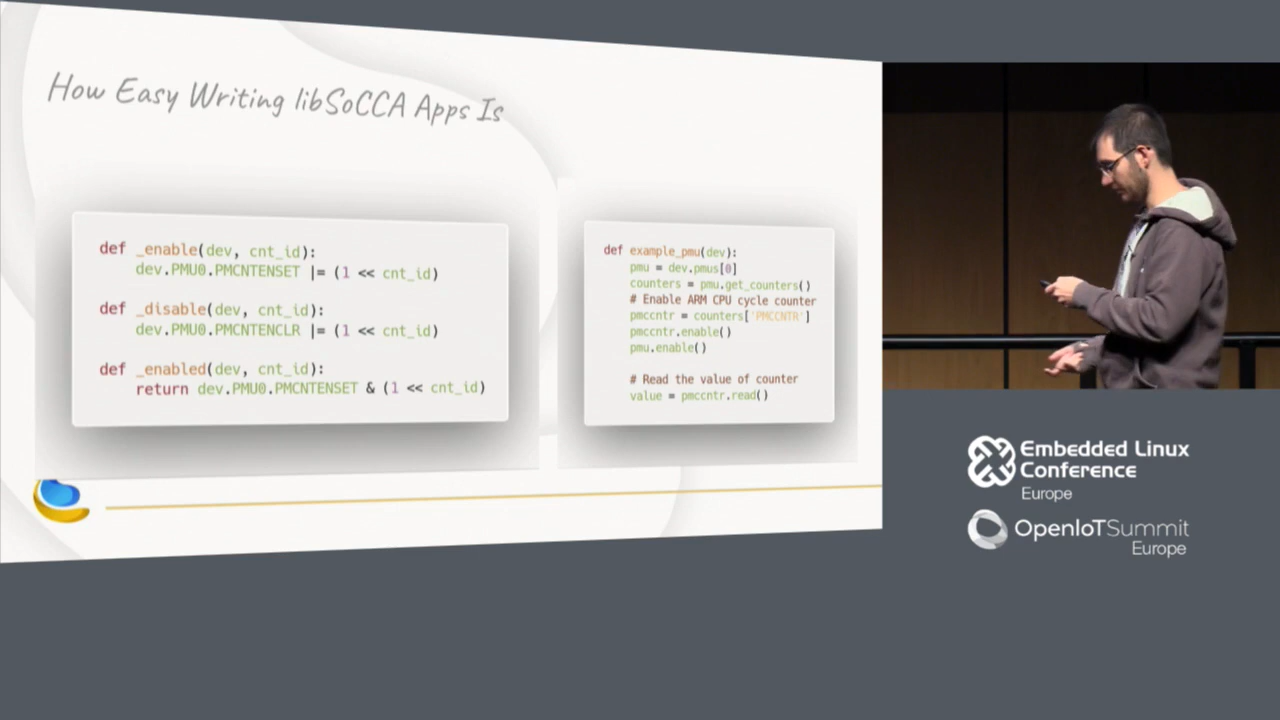 How Easy Writing libSoCCA Apps Is
def _enable(dev, cnt_id):
    dev.PMU0.PMCNTENSET |= (1 << cnt_id)
def _disable(dev, cnt_id):
    dev.PMU0.PMCNTENCLR |= (1 << cnt_id)
def _enabled(dev, cnt_id):
    return dev.PMU0.PMCNTENSET & (1 << cnt_id)
def example_pmu(dev):
    pmu = dev.pmus[0]
    counters = pmu.get_counters()
    # Enable ARM CPU cycle counter
    pmccntr = counters['PMCCNTR']
    pmccntr.enable()
    pmu.enable()
    # Read the value of counter
    value = pmccntr.read()
Embedded Linux
Conference
Europe
OpenIoTSummit
Europe